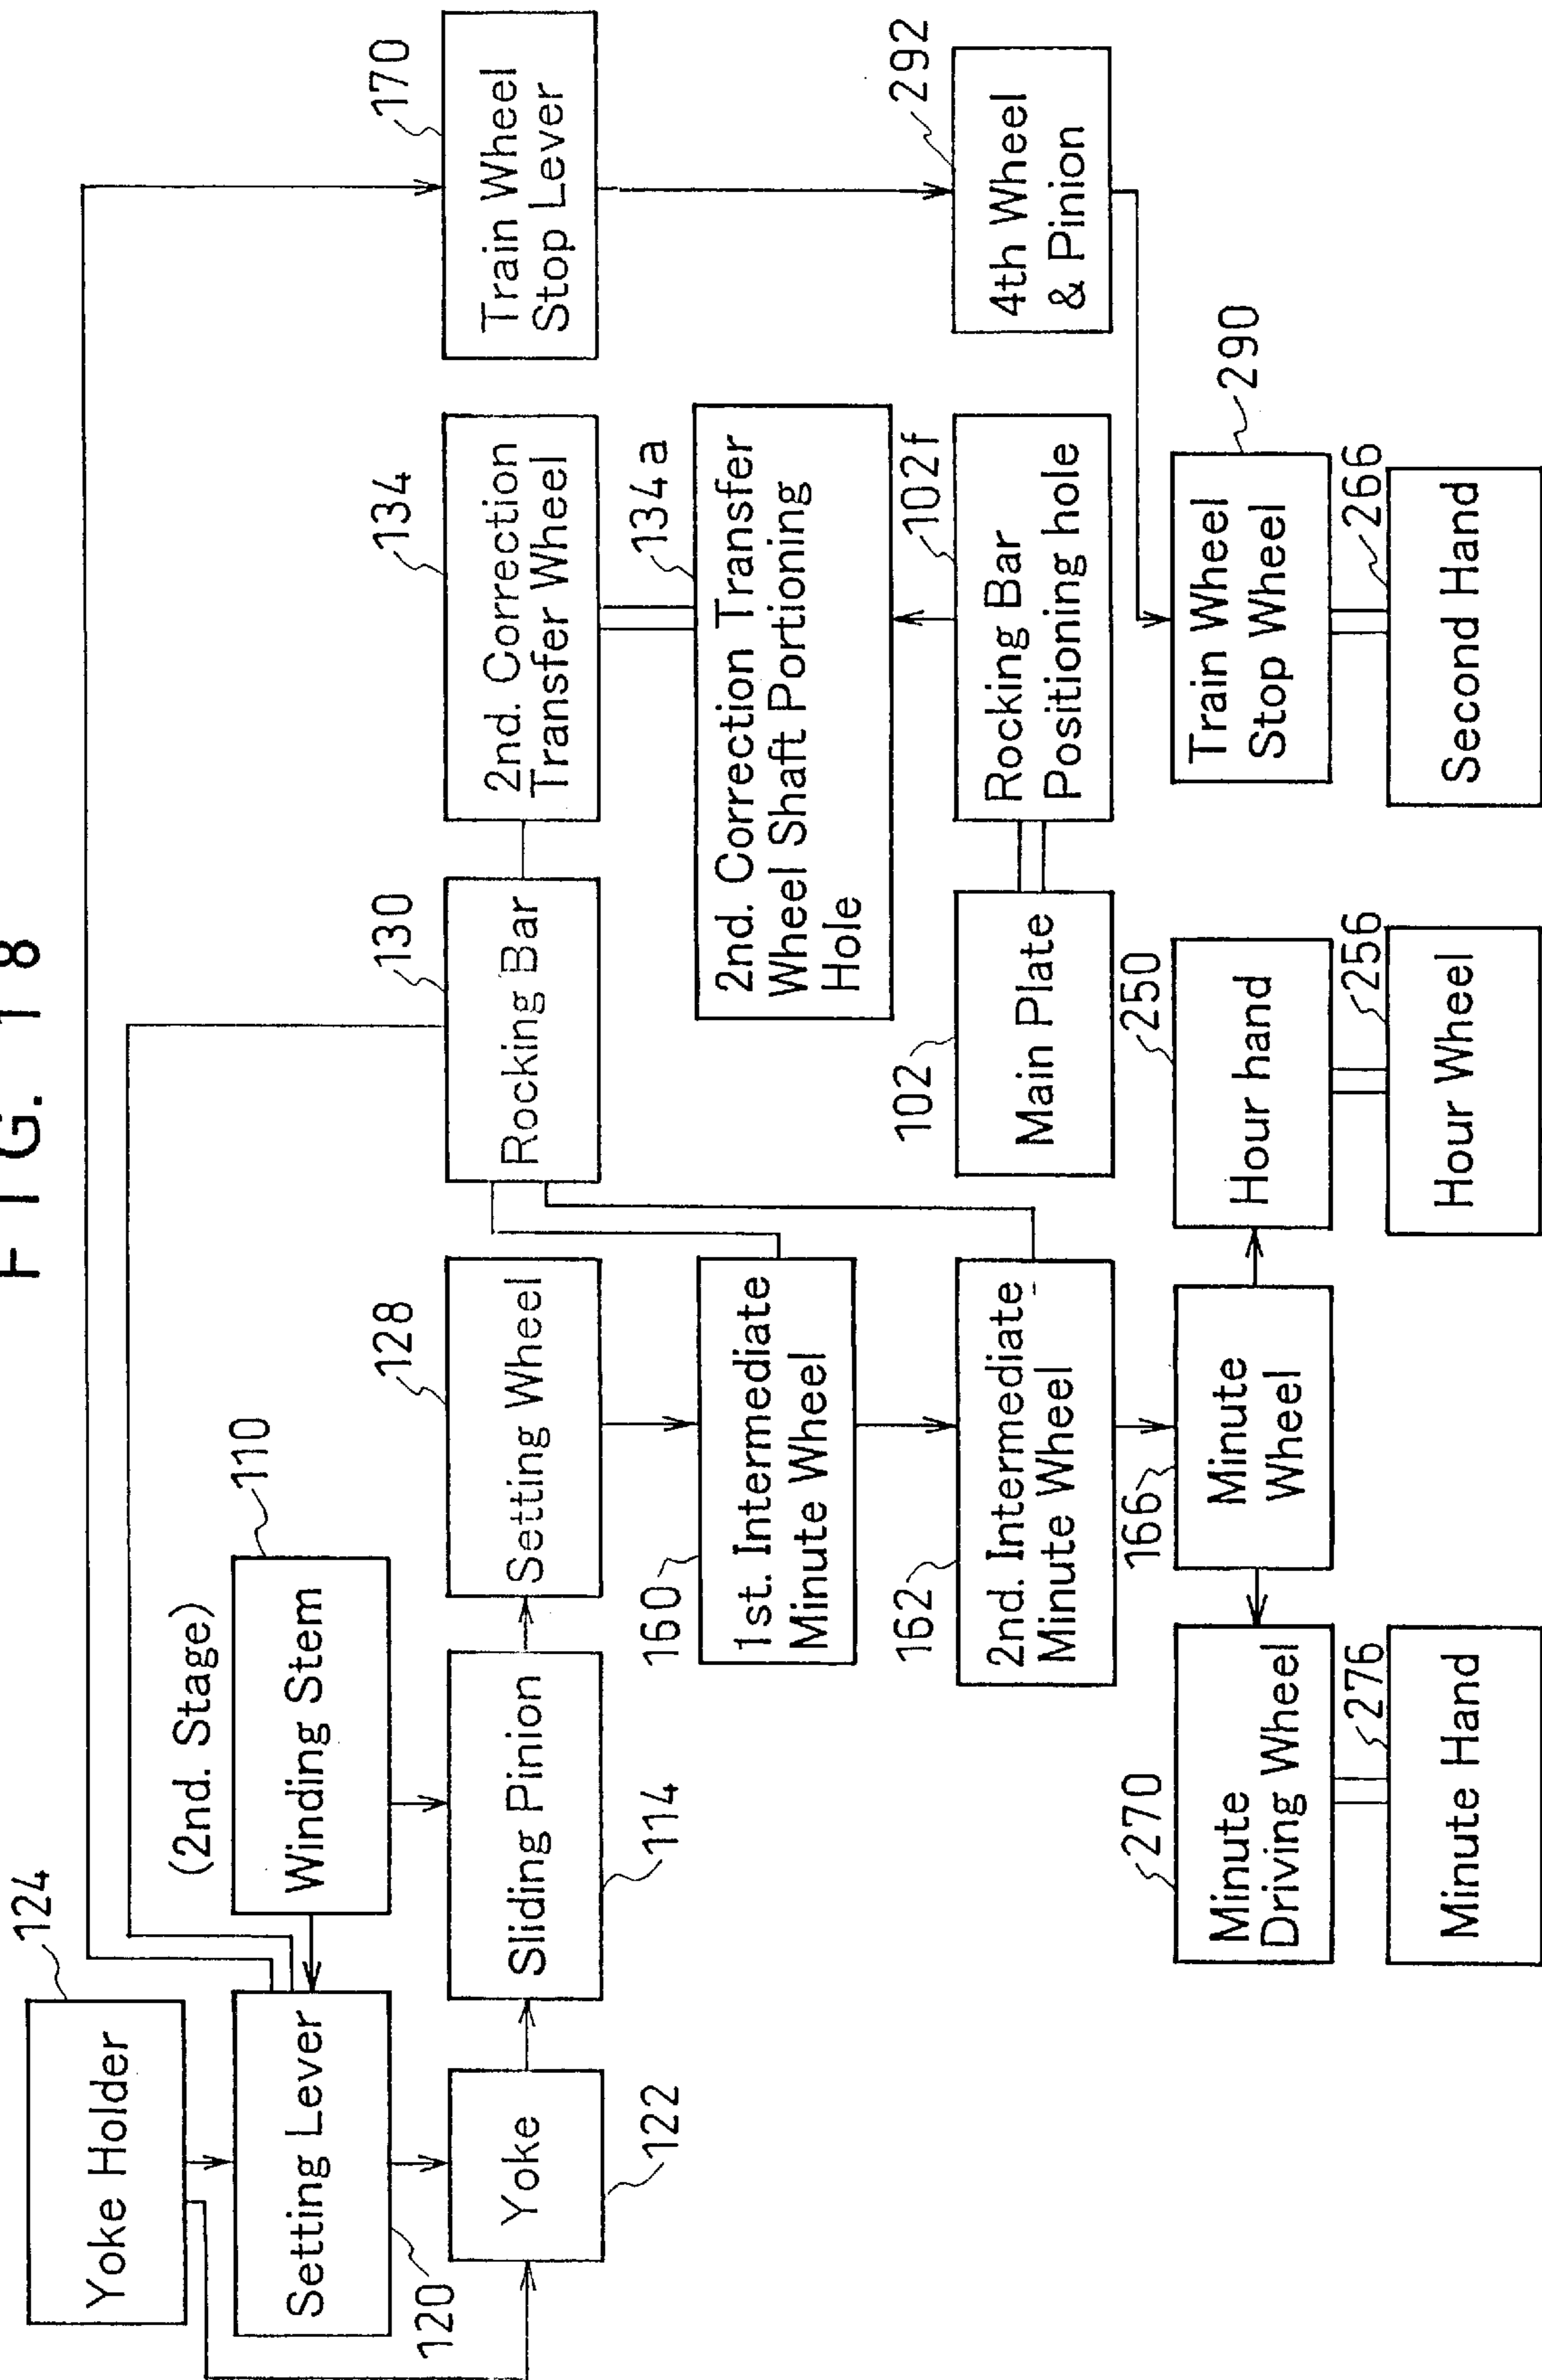 FIG. 18
124
Yoke Holder
(2nd. Stage)
110
Winding Stem
Setting Lever
120
170
Train Wheel
Stop Lever
134
2nd. Correction
Transfer Wheel
130
Rocking Bar
128
Setting Wheel
Sliding Pinion
114
Yoke
122
134a
2nd. Correction Transfer
Wheel Shaft Portioning
Hole
160
1st. Intermediate
Minute Wheel
292
4th Wheel
& Pinion
102f
Rocking Bar
Positioning hole
102
Main Plate
162
2nd. Intermediate
Minute Wheel
290
Train Wheel
Stop Wheel
250
Hour hand
166
Minute
Wheel
270
Minute
Driving Wheel
266
Second Hand
256
Hour Wheel
276
Minute Hand